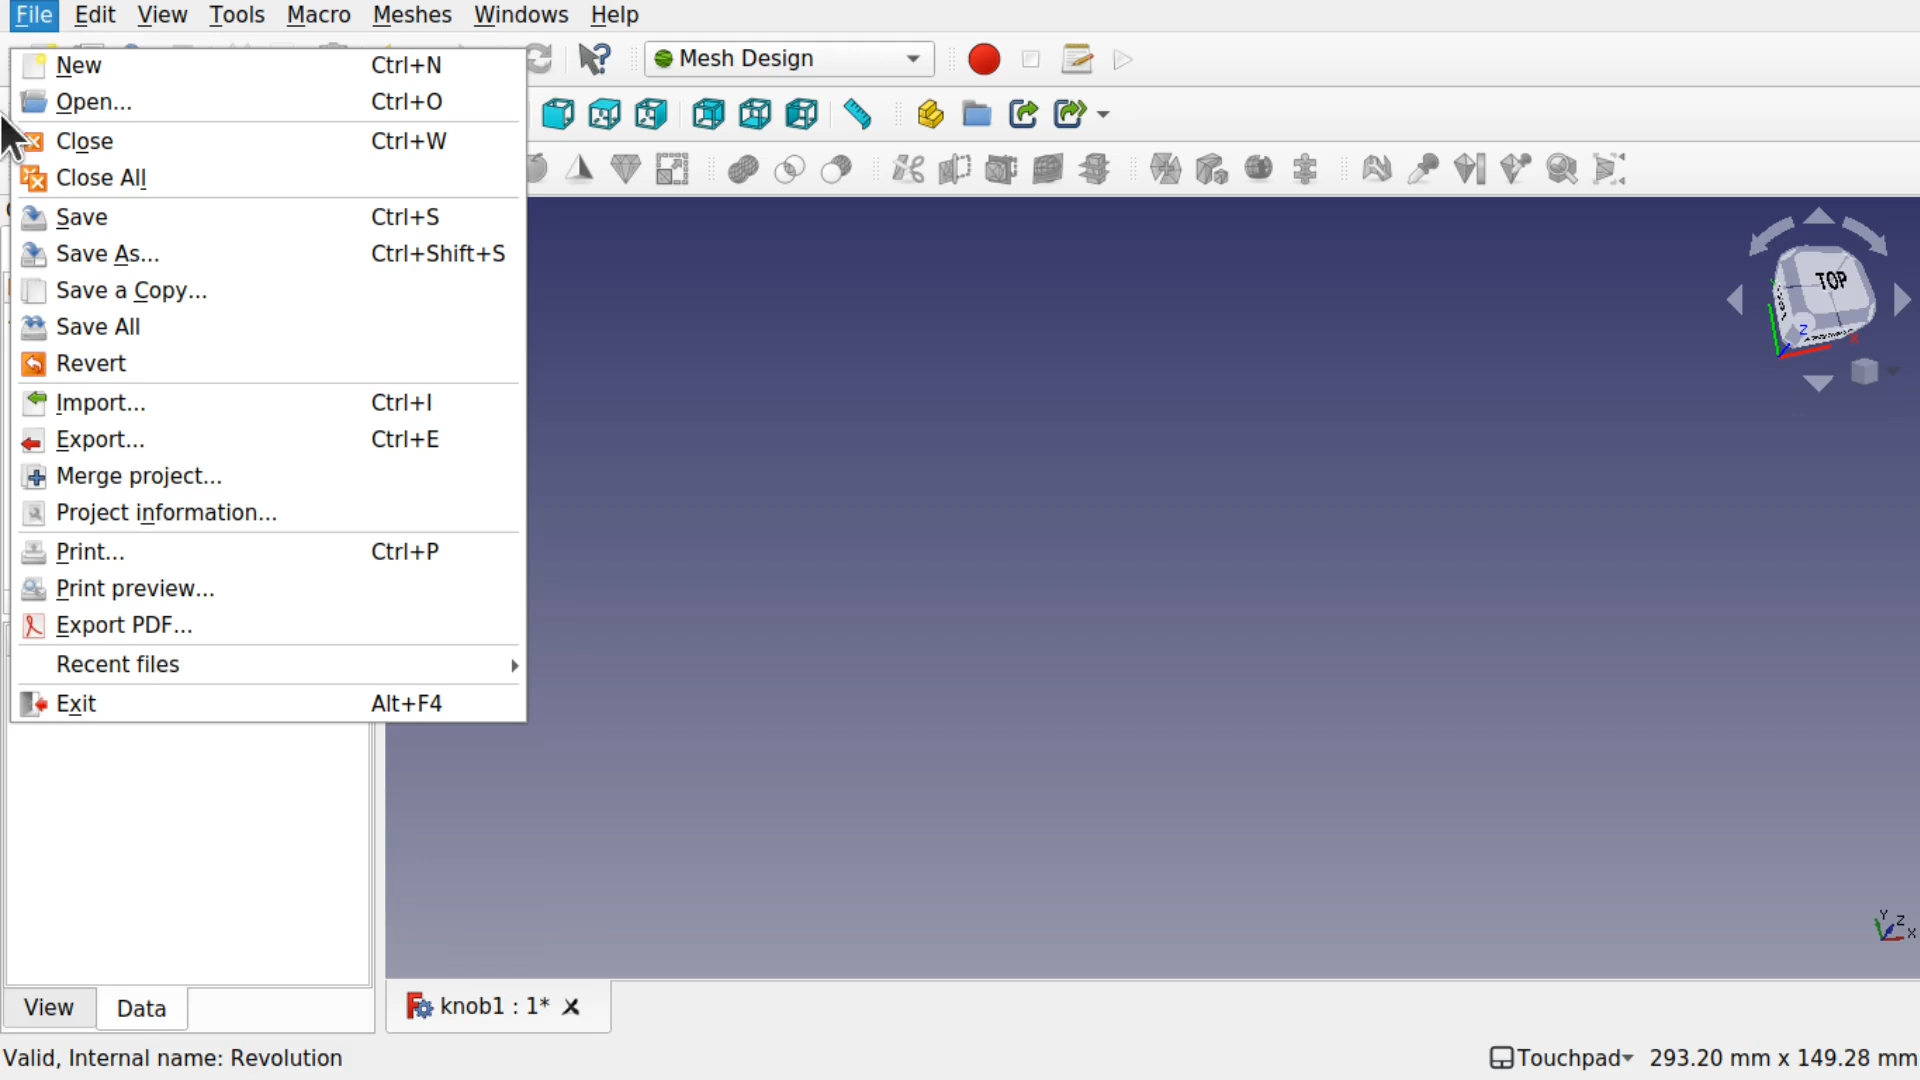 File Edit View Tools Macro Meshes Windows Help
Mesh Design
New Ctrl+N
Open... Ctrl+O
Close Ctrl+W
Close All
Save Ctrl+S
Save As... Ctrl+Shift+S
Save a Copy...
Save All
Revert
Import... Ctrl+I
Export... Ctrl+E
Merge project...
Project information...
Print... Ctrl+P
Print preview...
Export PDF...
Recent files
Exit Alt+F4
TOP
Z
X
Y Z X
View Data
knob1 : 1*
Valid, Internal name: Revolution
Touchpad 293.20 mm x 149.28 mm